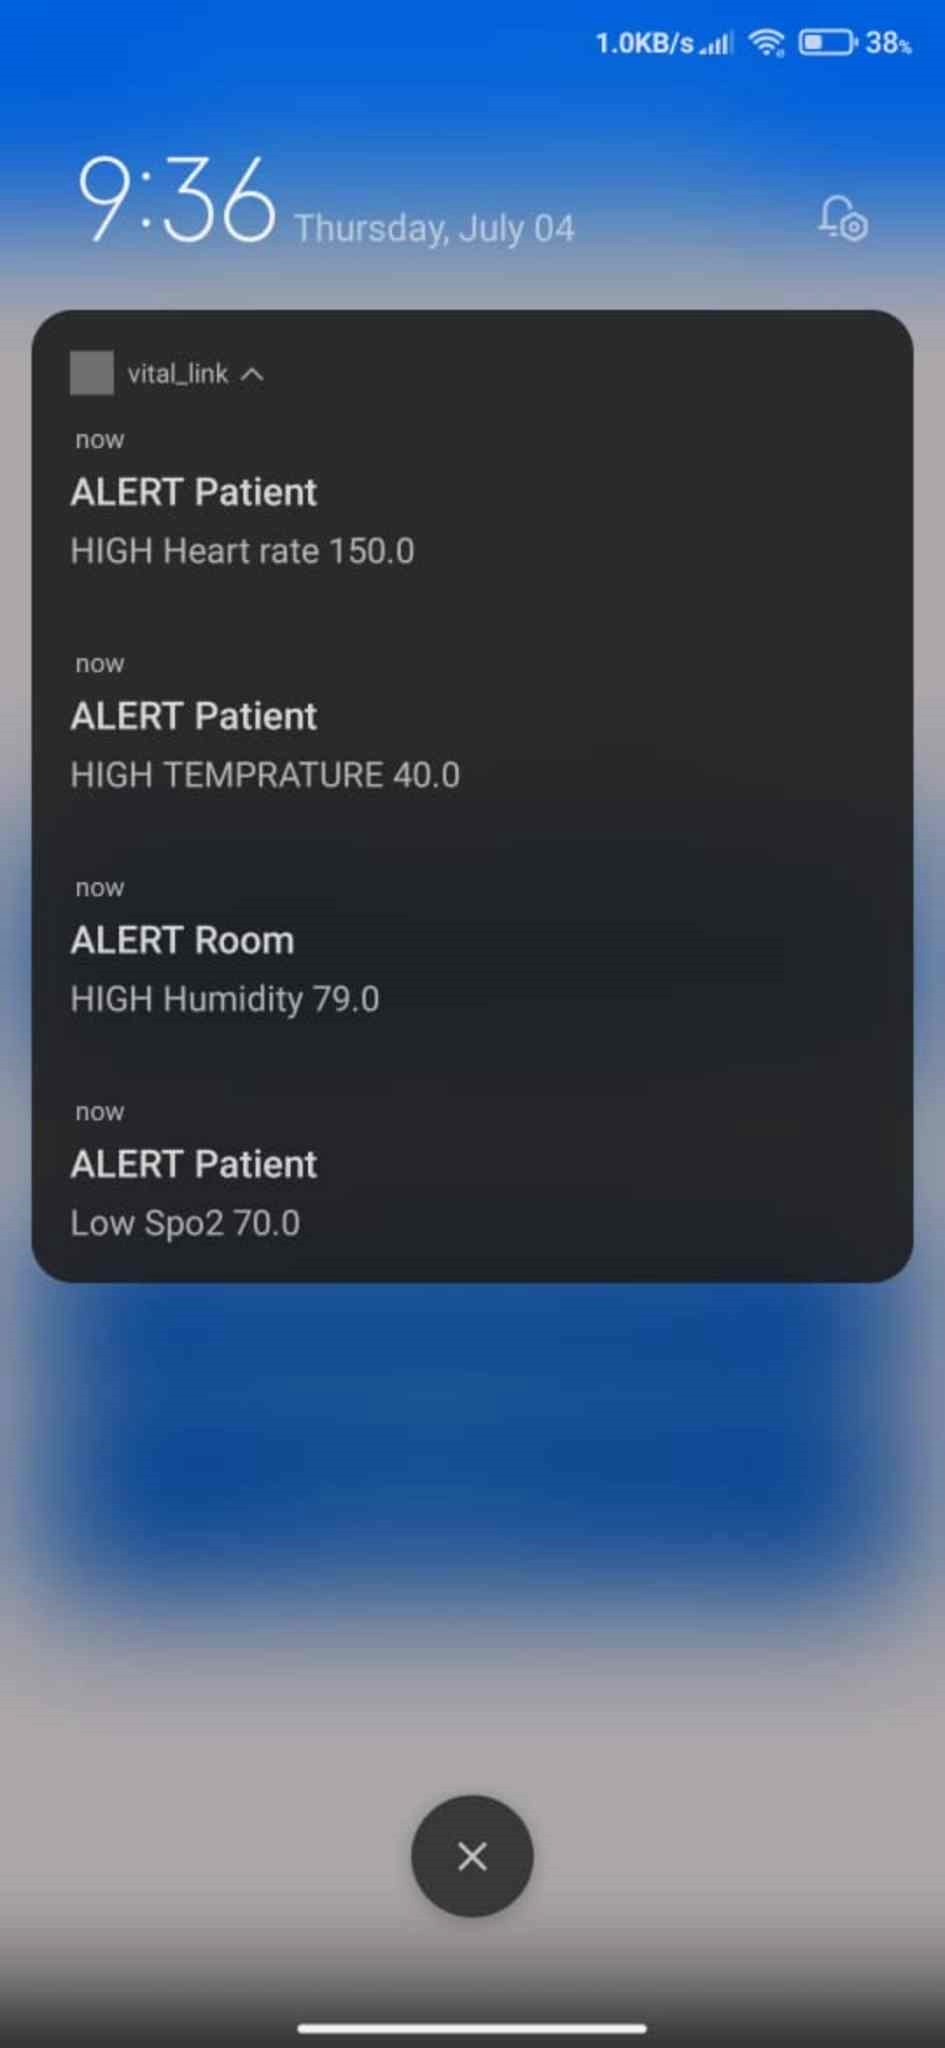 1.0KB/s 38%
9:36 Thursday, July 04
vital_link
now
ALERT Patient
HIGH Heart rate 150.0
now
ALERT Patient
HIGH TEMPRATURE 40.0
now
ALERT Room
HIGH Humidity 79.0
now
ALERT Patient
Low Spo2 70.0